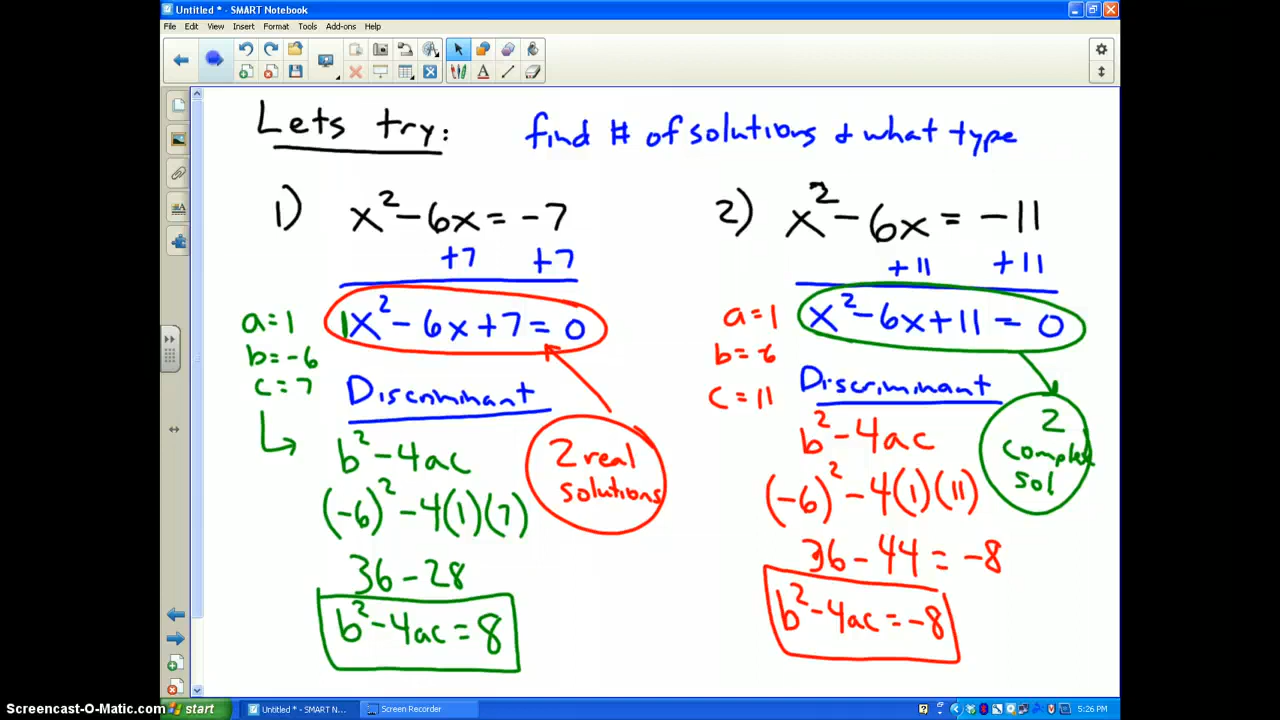 Untitled * - SMART Notebook
File Edit View Insert Format Tools Add-ons Help
Lets try: find # of solutions & what type
1) x² - 6x = -7
+7 +7
1x² - 6x + 7 = 0
a = 1
b = -6
c = 7
Discriminant
b² - 4ac
(-6)² - 4(1)(7)
36 - 28
b² - 4ac = 8
2 real
solutions
2) x² - 6x = -11
+11 +11
x² - 6x + 11 = 0
a = 1
b = -6
c = 11
Discriminant
b² - 4ac
(-6)² - 4(1)(11)
36 - 44 = -8
b² - 4ac = -8
2
complex
sol
Screencast-O-Matic.com
start Untitled * - SMART N... Screen Recorder 5:26 PM